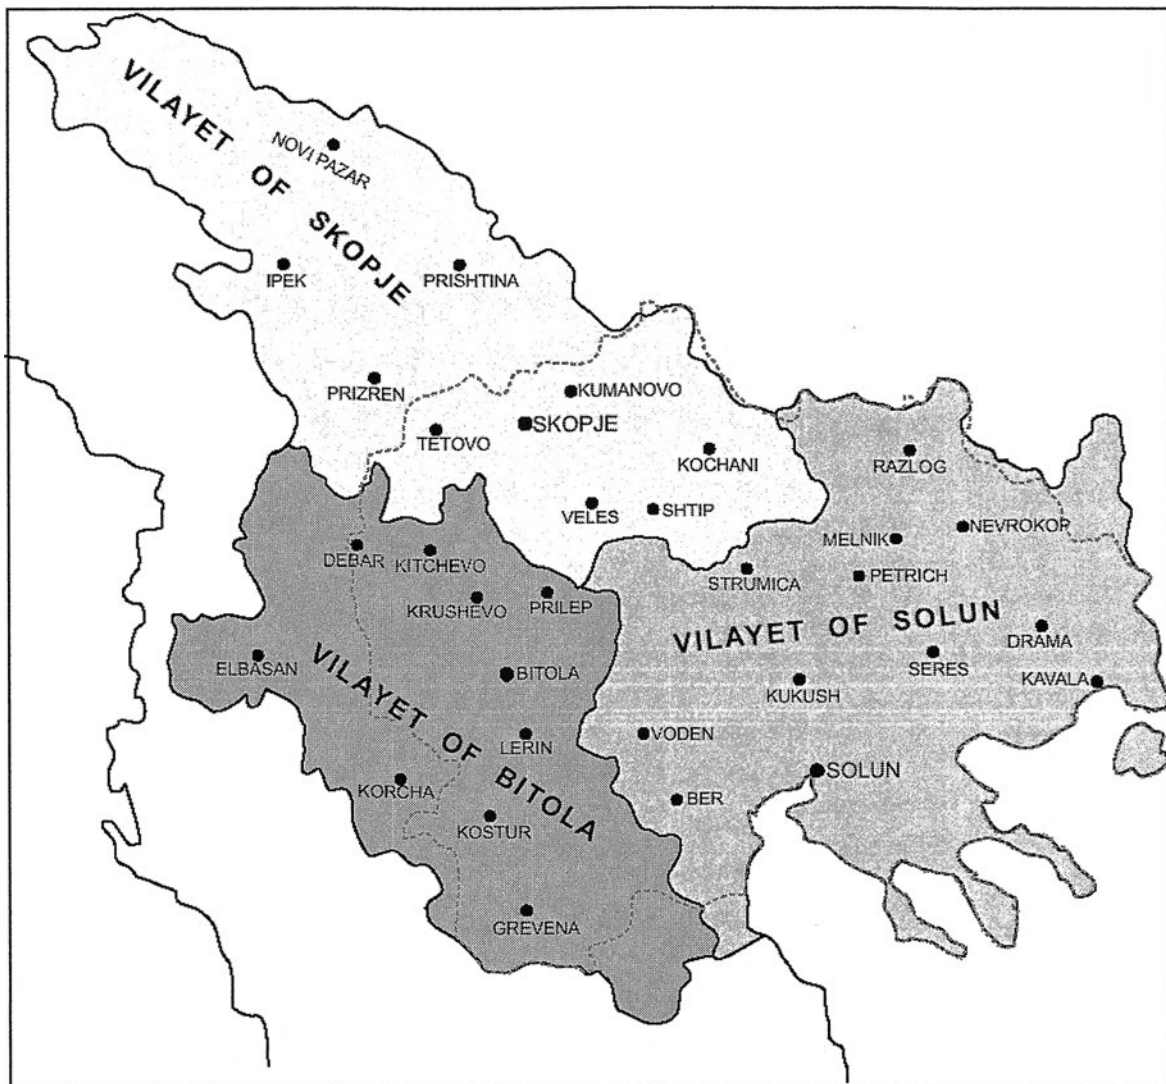 VILAYET OF SKOPJE
NOVI PAZAR
IPEK
PRISHTINA
PRIZREN
KUMANOVO
SKOPJE
TETOVO
KOCHANI
VELES
SHTIP
RAZLOG
NEVROKOP
MELNIK
STRUMICA
PETRICH
VILAYET OF SOLUN
DRAMA
SERES
KUKUSH
KAVALA
VODEN
SOLUN
BER
DEBAR
KITCHEVO
KRUSHEVO
PRILEP
ELBASAN
VILAYET OF BITOLA
BITOLA
LERIN
KORCHA
KOSTUR
GREVENA